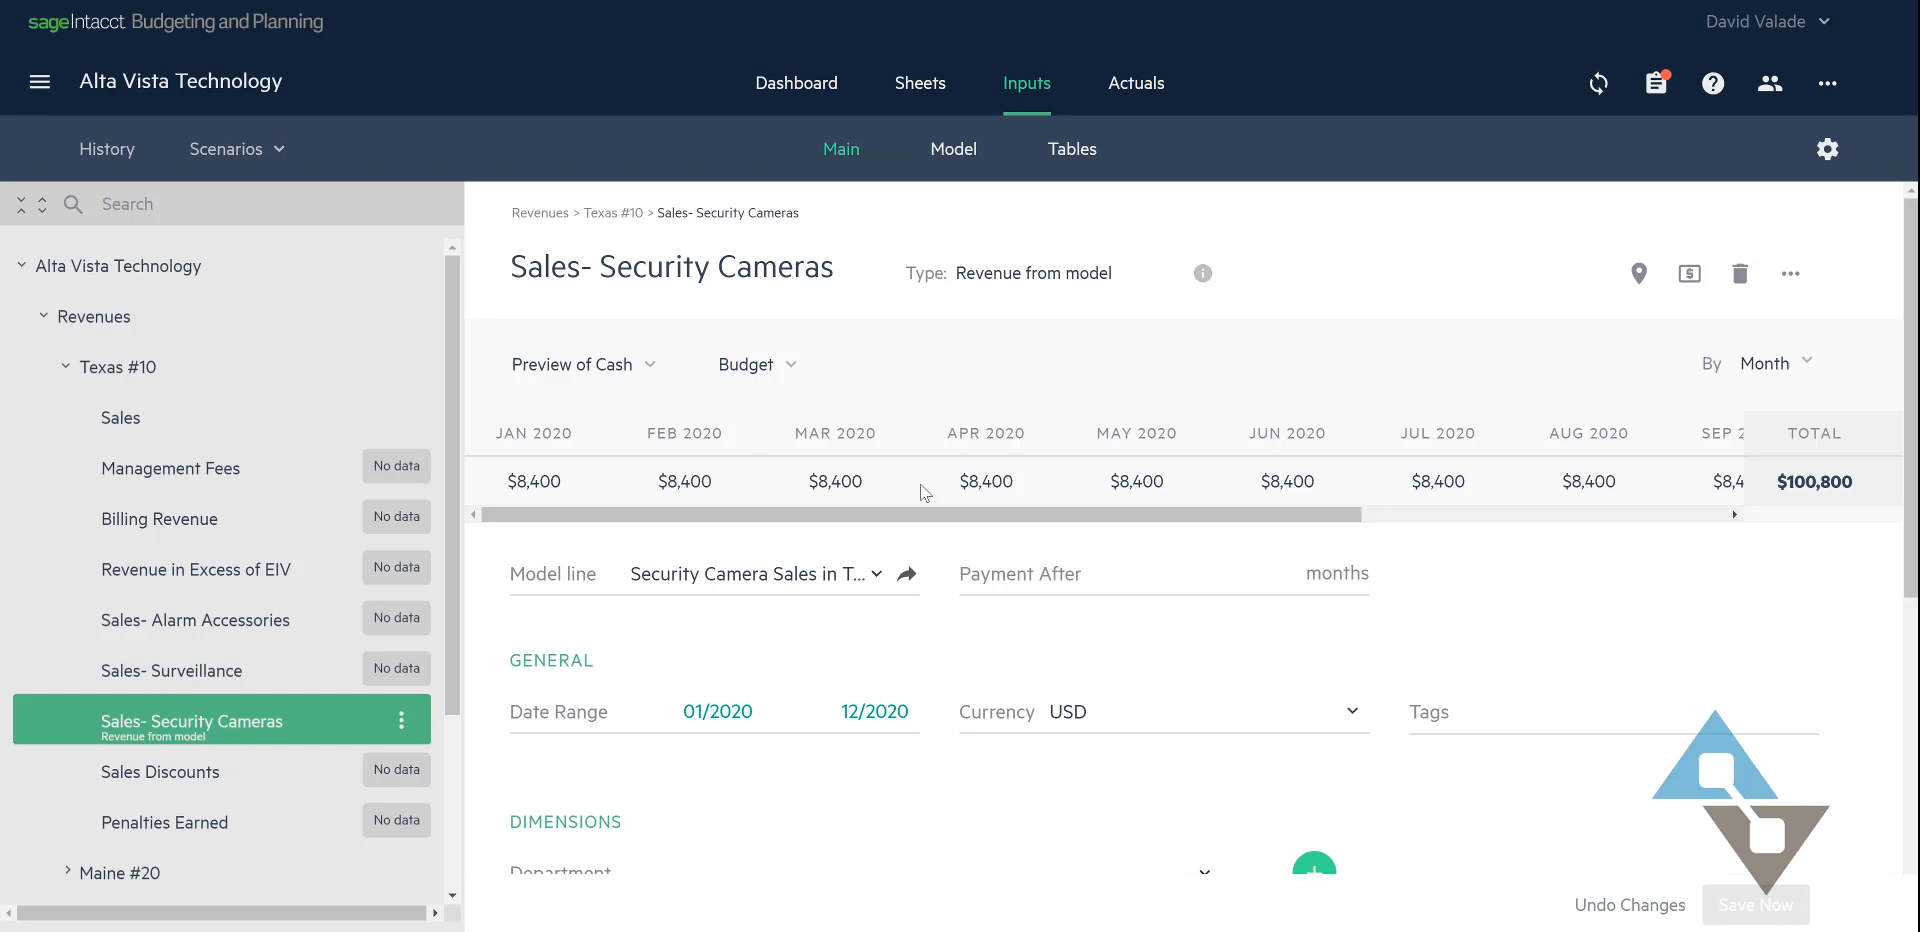 sageIntacct Budgeting and Planning
David Valade
Alta Vista Technology
Dashboard Sheets Inputs Actuals
History Scenarios
Main Model Tables
Search
Alta Vista Technology
Revenues
Texas #10
Sales
Management Fees No data
Billing Revenue No data
Revenue in Excess of EIV No data
Sales- Alarm Accessories No data
Sales- Surveillance No data
Sales- Security Cameras
Revenue from model
Sales Discounts No data
Penalties Earned No data
Maine #20
Revenues > Texas #10 > Sales- Security Cameras
Sales- Security Cameras Type: Revenue from model
Preview of Cash Budget By Month
JAN 2020 FEB 2020 MAR 2020 APR 2020 MAY 2020 JUN 2020 JUL 2020 AUG 2020 SEP 2 TOTAL
$8,400 $8,400 $8,400 $8,400 $8,400 $8,400 $8,400 $8,400 $8,4 $100,800
Model line Security Camera Sales in T... Payment After months
GENERAL
Date Range 01/2020 12/2020 Currency USD Tags
DIMENSIONS
Department
Undo Changes Save Now